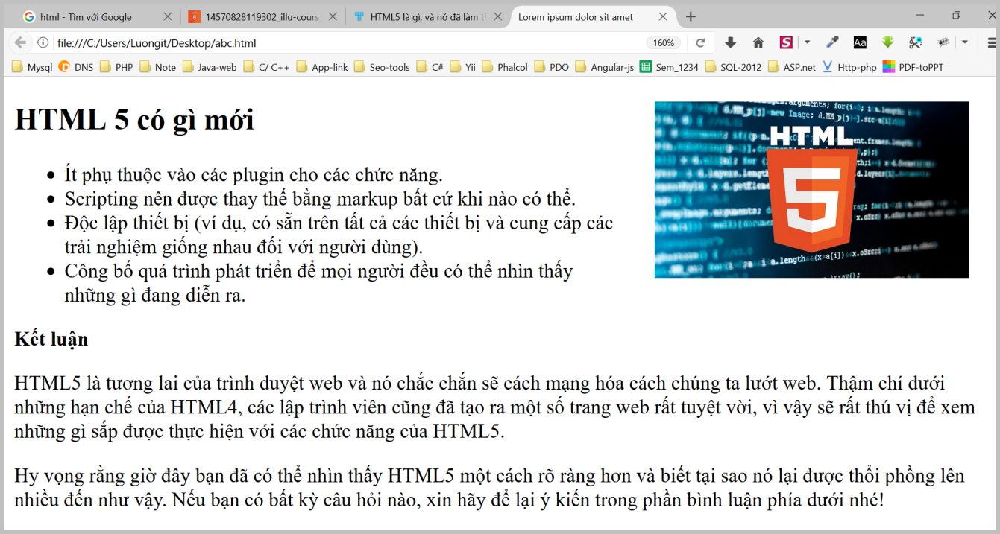 html - Tìm với Google
14570828119302_illu-cours_
HTML5 là gì, và nó đã làm th
Lorem ipsum dolor sit amet
file:///C:/Users/Luongit/Desktop/abc.html
160%
S
Aa
Mysql DNS PHP Note Java-web C/ C++ App-link Seo-tools C# Yii Phalcol PDO Angular-js Sem_1234 SQL-2012 ASP.net Http-php PDF-toPPT
HTML 5 có gì mới
HTML
5
Ít phụ thuộc vào các plugin cho các chức năng.
Scripting nên được thay thế bằng markup bất cứ khi nào có thể.
Độc lập thiết bị (ví dụ, có sẵn trên tất cả các thiết bị và cung cấp các
trải nghiệm giống nhau đối với người dùng).
Công bố quá trình phát triển để mọi người đều có thể nhìn thấy
những gì đang diễn ra.
Kết luận
HTML5 là tương lai của trình duyệt web và nó chắc chắn sẽ cách mạng hóa cách chúng ta lướt web. Thậm chí dưới
những hạn chế của HTML4, các lập trình viên cũng đã tạo ra một số trang web rất tuyệt vời, vì vậy sẽ rất thú vị để xem
những gì sắp được thực hiện với các chức năng của HTML5.
Hy vọng rằng giờ đây bạn đã có thể nhìn thấy HTML5 một cách rõ ràng hơn và biết tại sao nó lại được thổi phồng lên
nhiều đến như vậy. Nếu bạn có bất kỳ câu hỏi nào, xin hãy để lại ý kiến trong phần bình luận phía dưới nhé!